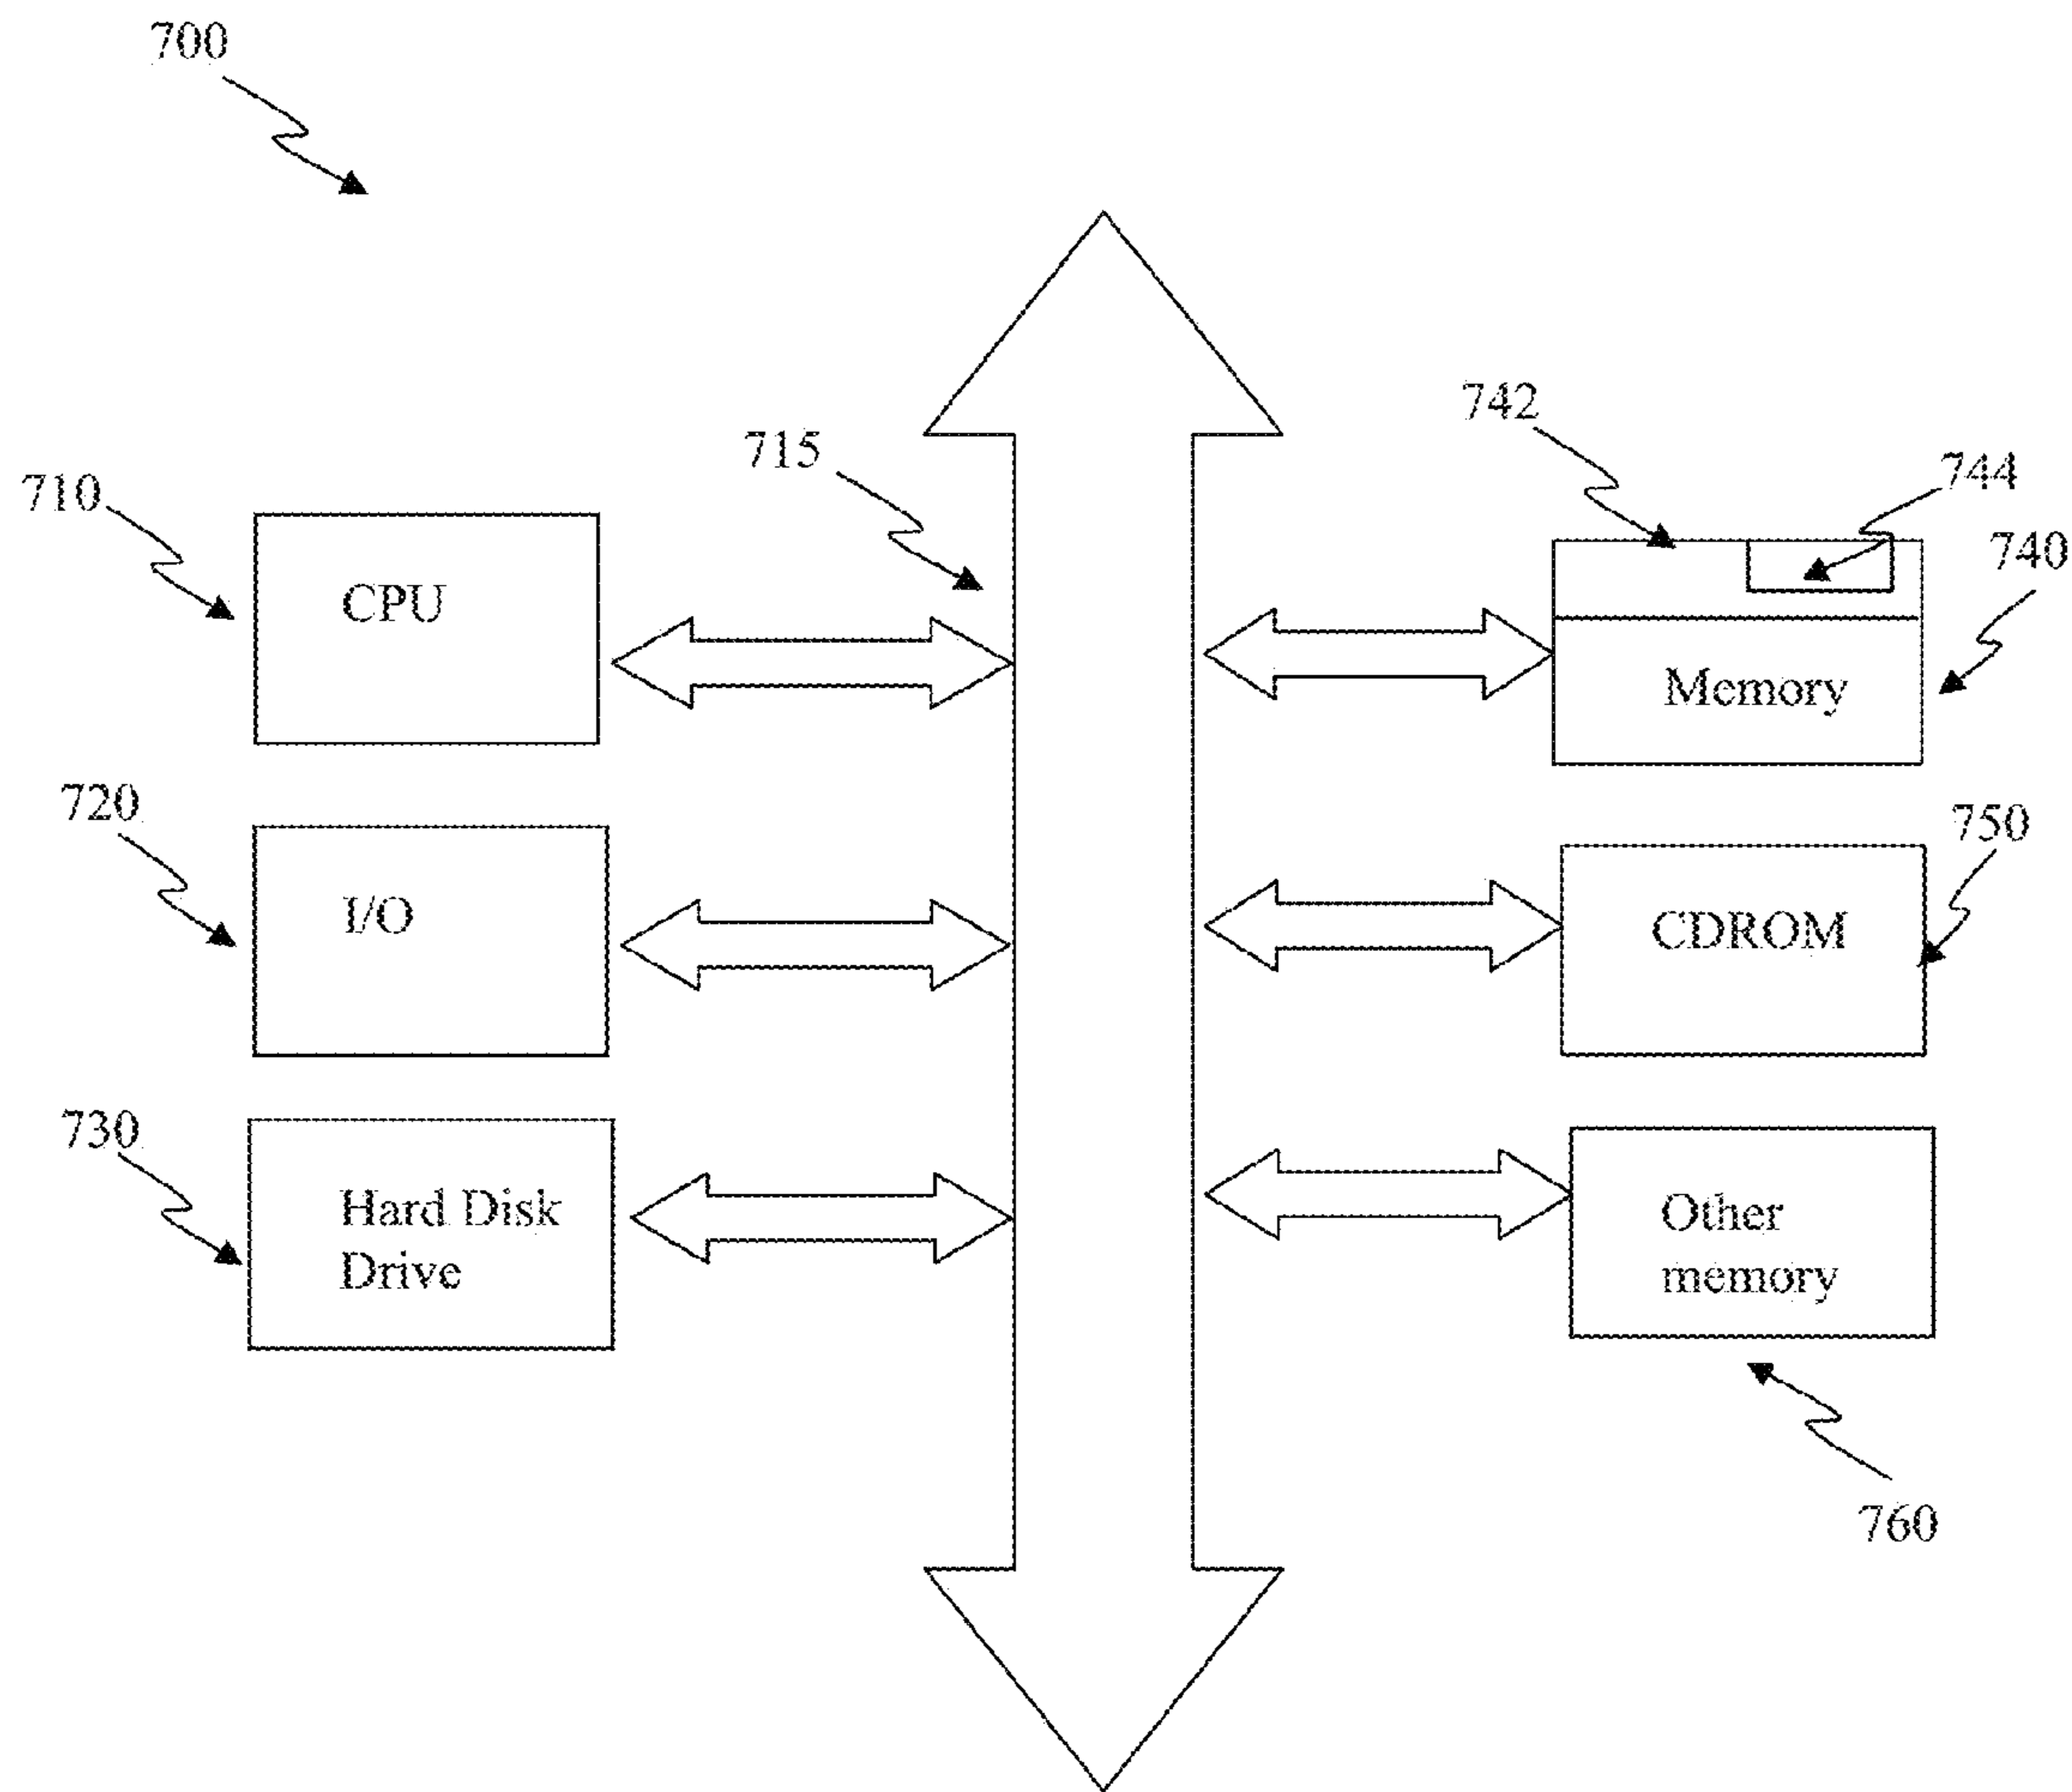 700
742
715
744
710
740
CPU
Memory
720
750
I/O
CDROM
730
Hard Disk
Drive
Other
memory
760